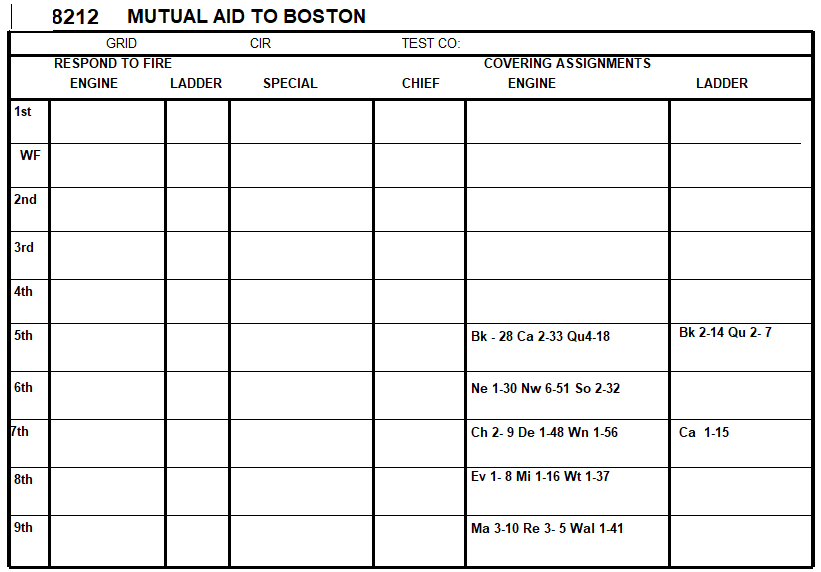 8212 MUTUAL AID TO BOSTON
GRID CIR TEST CO:
RESPOND TO FIRE COVERING ASSIGNMENTS
ENGINE LADDER SPECIAL CHIEF ENGINE LADDER
1st
WF
2nd
3rd
4th
5th Bk - 28 Ca 2-33 Qu4-18 Bk 2-14 Qu 2- 7
6th Ne 1-30 Nw 6-51 So 2-32
7th Ch 2- 9 De 1-48 Wn 1-56 Ca 1-15
8th Ev 1- 8 Mi 1-16 Wt 1-37
9th Ma 3-10 Re 3- 5 Wal 1-41